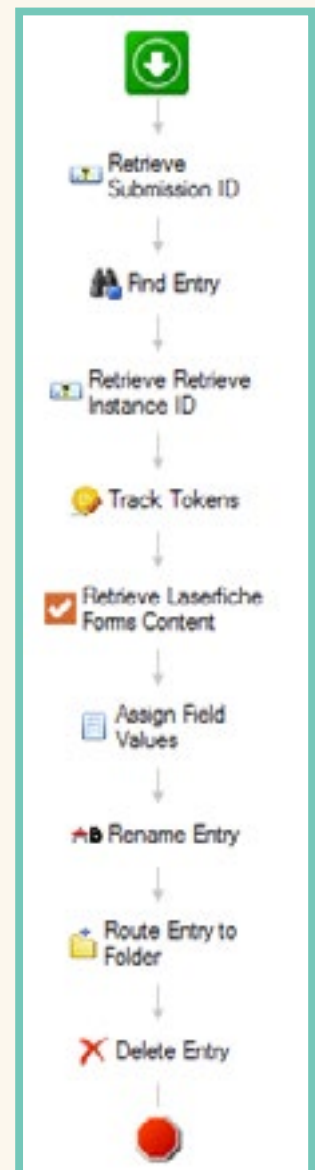 Retrieve
Submission ID
Find Entry
Retrieve Retrieve
Instance ID
Track Tokens
Retrieve Laserfiche
Forms Content
Assign Field
Values
Rename Entry
Route Entry to
Folder
Delete Entry